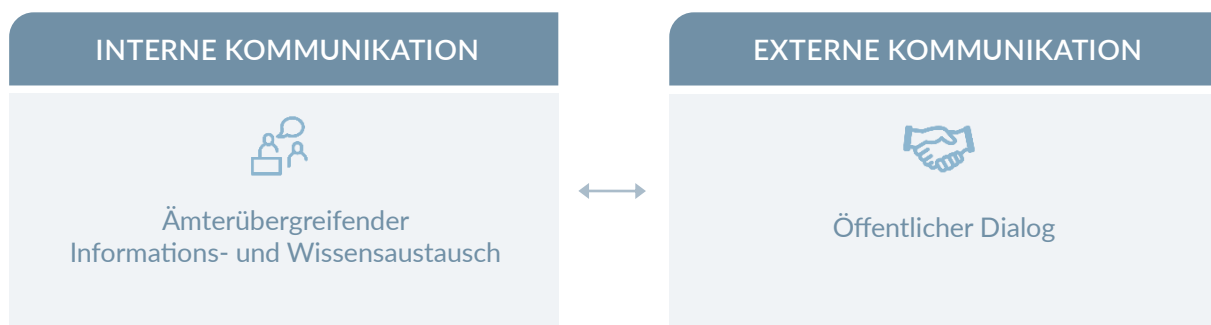 INTERNE KOMMUNIKATION
Ämterübergreifender
Informations- und Wissensaustausch
EXTERNE KOMMUNIKATION
Öffentlicher Dialog